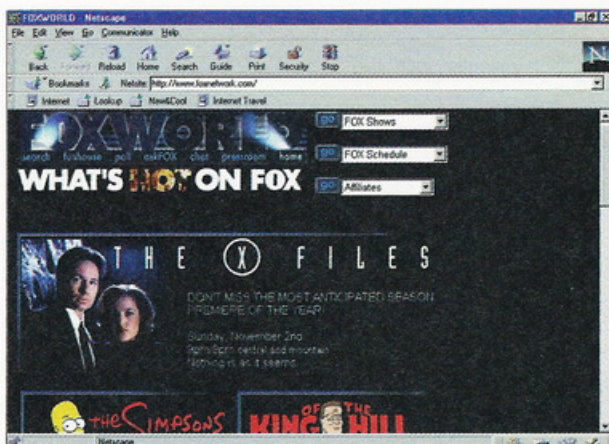 FOXWORLD - Netscape
File Edit View Go Communicator Help
Back Forward Reload Home Search Guide Print Security Stop
N
Bookmarks Netsite: http://www.foxnetwork.com/
Internet Lookup New&Cool Internet Travel
FOXWORLD
search funhouse poll askFOX chat pressroom home
go FOX Shows
go FOX Schedule
go Affiliates
WHAT'S HOT ON FOX
THE X FILES
DON'T MISS THE MOST ANTICIPATED SEASON
PREMIERE OF THE YEAR!
Sunday, November 2nd
9pm/8pm central and mountain
Nothing is as it seems.
THE SIMPSONS
KING OF THE HILL
Netscape